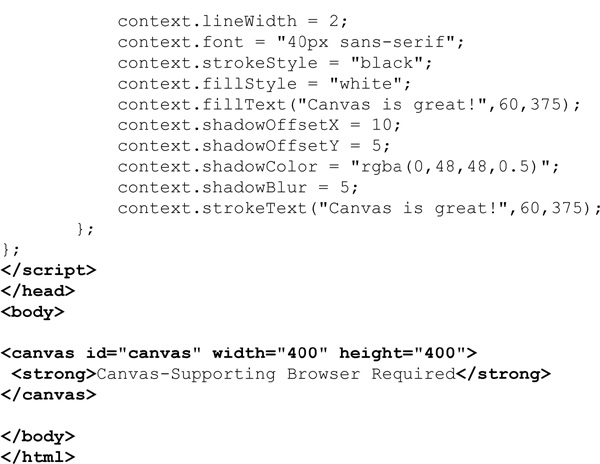 context.lineWidth = 2;
            context.font = "40px sans-serif";
            context.strokeStyle = "black";
            context.fillStyle = "white";
            context.fillText("Canvas is great!",60,375);
            context.shadowOffsetX = 10;
            context.shadowOffsetY = 5;
            context.shadowColor = "rgba(0,48,48,0.5)";
            context.shadowBlur = 5;
            context.strokeText("Canvas is great!",60,375);
        };
};
</script>
</head>
<body>

<canvas id="canvas" width="400" height="400">
 <strong>Canvas-Supporting Browser Required</strong>
</canvas>

</body>
</html>